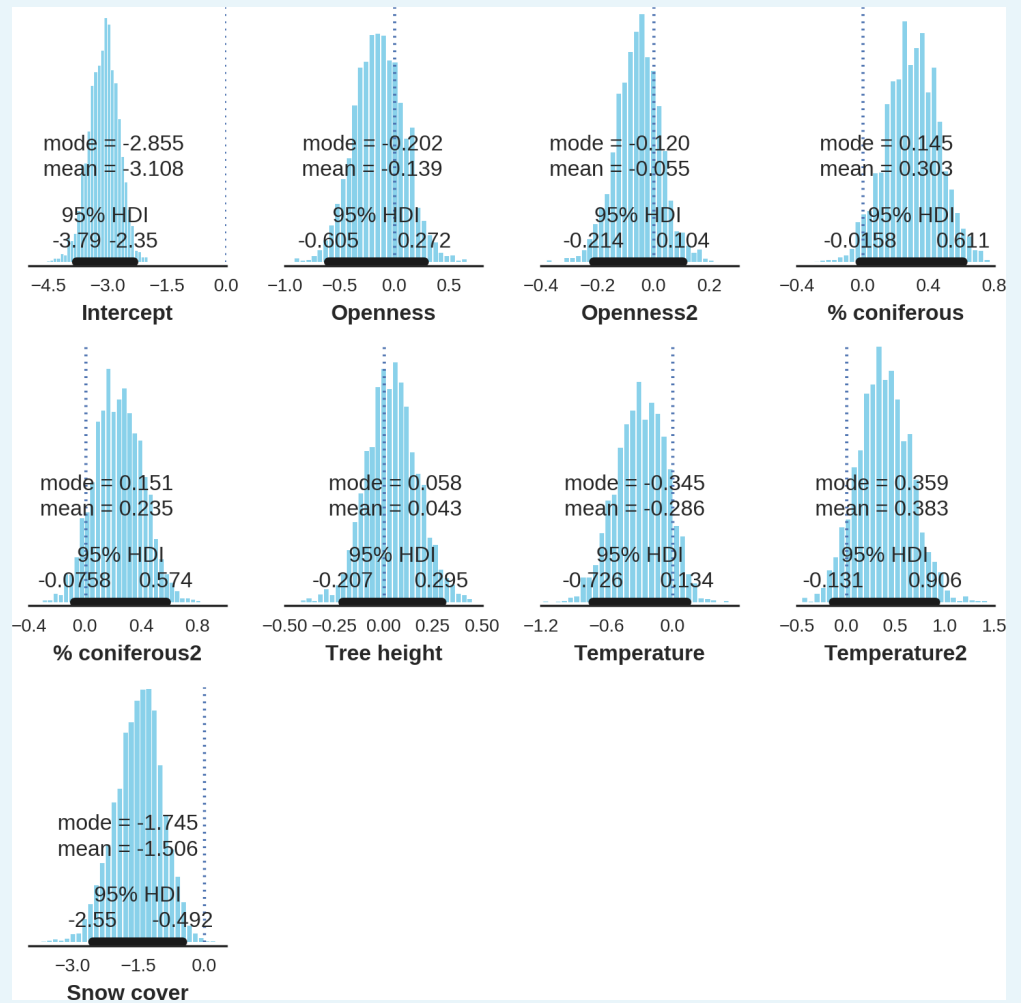 mode = -2.855
mean = -3.108
95% HDI
-3.79 -2.35
−4.5 −3.0 −1.5 0.0
Intercept
mode = -0.202
mean = -0.139
95% HDI
-0.605 0.272
−1.0 −0.5 0.0 0.5
Openness
mode = -0.120
mean = -0.055
95% HDI
-0.214 0.104
−0.4 −0.2 0.0 0.2
Openness2
mode = 0.145
mean = 0.303
95% HDI
-0.0158 0.611
−0.4 0.0 0.4 0.8
% coniferous
mode = 0.151
mean = 0.235
95% HDI
-0.0758 0.574
−0.4 0.0 0.4 0.8
% coniferous2
mode = 0.058
mean = 0.043
95% HDI
-0.207 0.295
−0.50 −0.25 0.00 0.25 0.50
Tree height
mode = -0.345
mean = -0.286
95% HDI
-0.726 0.134
−1.2 −0.6 0.0
Temperature
mode = 0.359
mean = 0.383
95% HDI
-0.131 0.906
−0.5 0.0 0.5 1.0 1.5
Temperature2
mode = -1.745
mean = -1.506
95% HDI
-2.55 -0.492
−3.0 −1.5 0.0
Snow cover